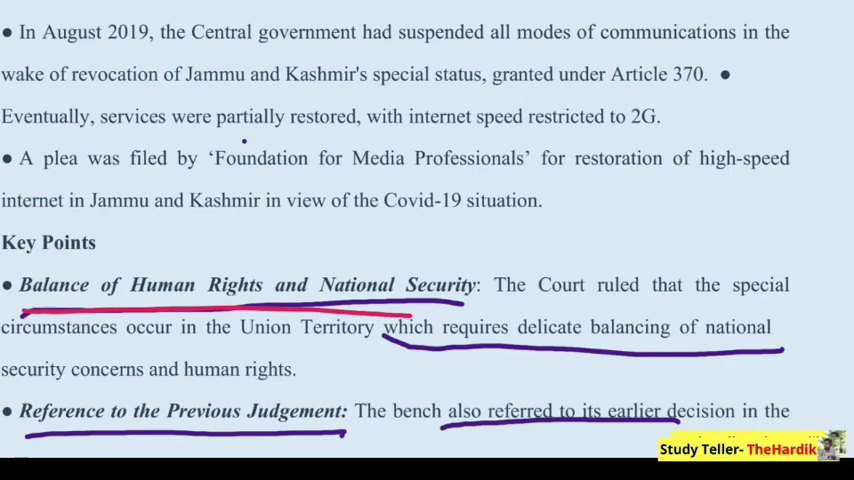 ● In August 2019, the Central government had suspended all modes of communications in the
wake of revocation of Jammu and Kashmir's special status, granted under Article 370. ●
Eventually, services were partially restored, with internet speed restricted to 2G.
● A plea was filed by ‘Foundation for Media Professionals’ for restoration of high-speed
internet in Jammu and Kashmir in view of the Covid-19 situation.
Key Points
● Balance of Human Rights and National Security: The Court ruled that the special
circumstances occur in the Union Territory which requires delicate balancing of national
security concerns and human rights.
● Reference to the Previous Judgement: The bench also referred to its earlier decision in the
Study Teller- TheHardik